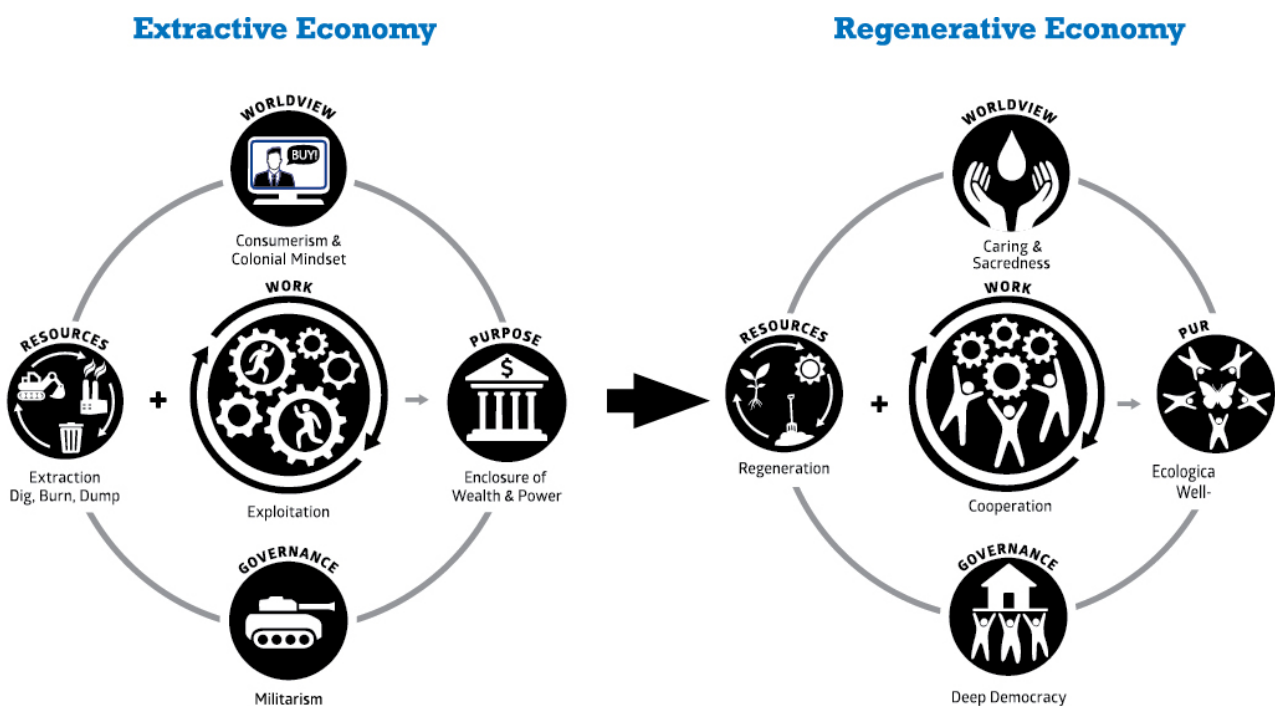 Extractive Economy
WORLDVIEW
BUY!
Consumerism &
Colonial Mindset
RESOURCES
Extraction
Dig, Burn, Dump
+
WORK
Exploitation
PURPOSE
$
Enclosure of
Wealth & Power
GOVERNANCE
Militarism
Regenerative Economy
WORLDVIEW
Caring &
Sacredness
RESOURCES
Regeneration
+
WORK
Cooperation
PUR
Ecologica
Well-
GOVERNANCE
Deep Democracy